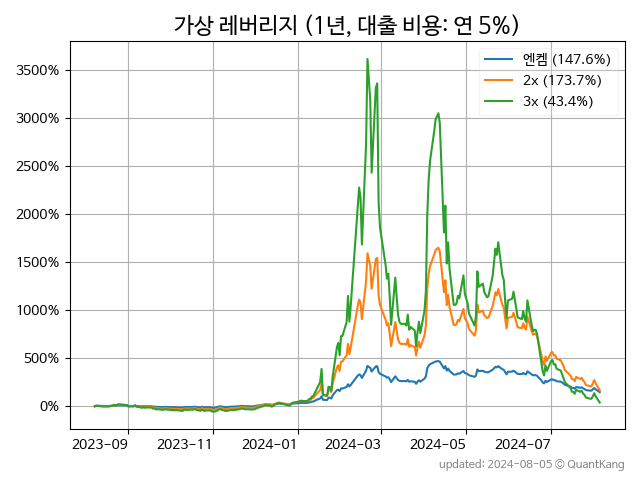 가상 레버리지 (1년, 대출 비용: 연 5%)
엔켐 (147.6%)
2x (173.7%)
3x (43.4%)
3500%
3000%
2500%
2000%
1500%
1000%
500%
0%
2023-09 2023-11 2024-01 2024-03 2024-05 2024-07
updated: 2024-08-05 © QuantKang